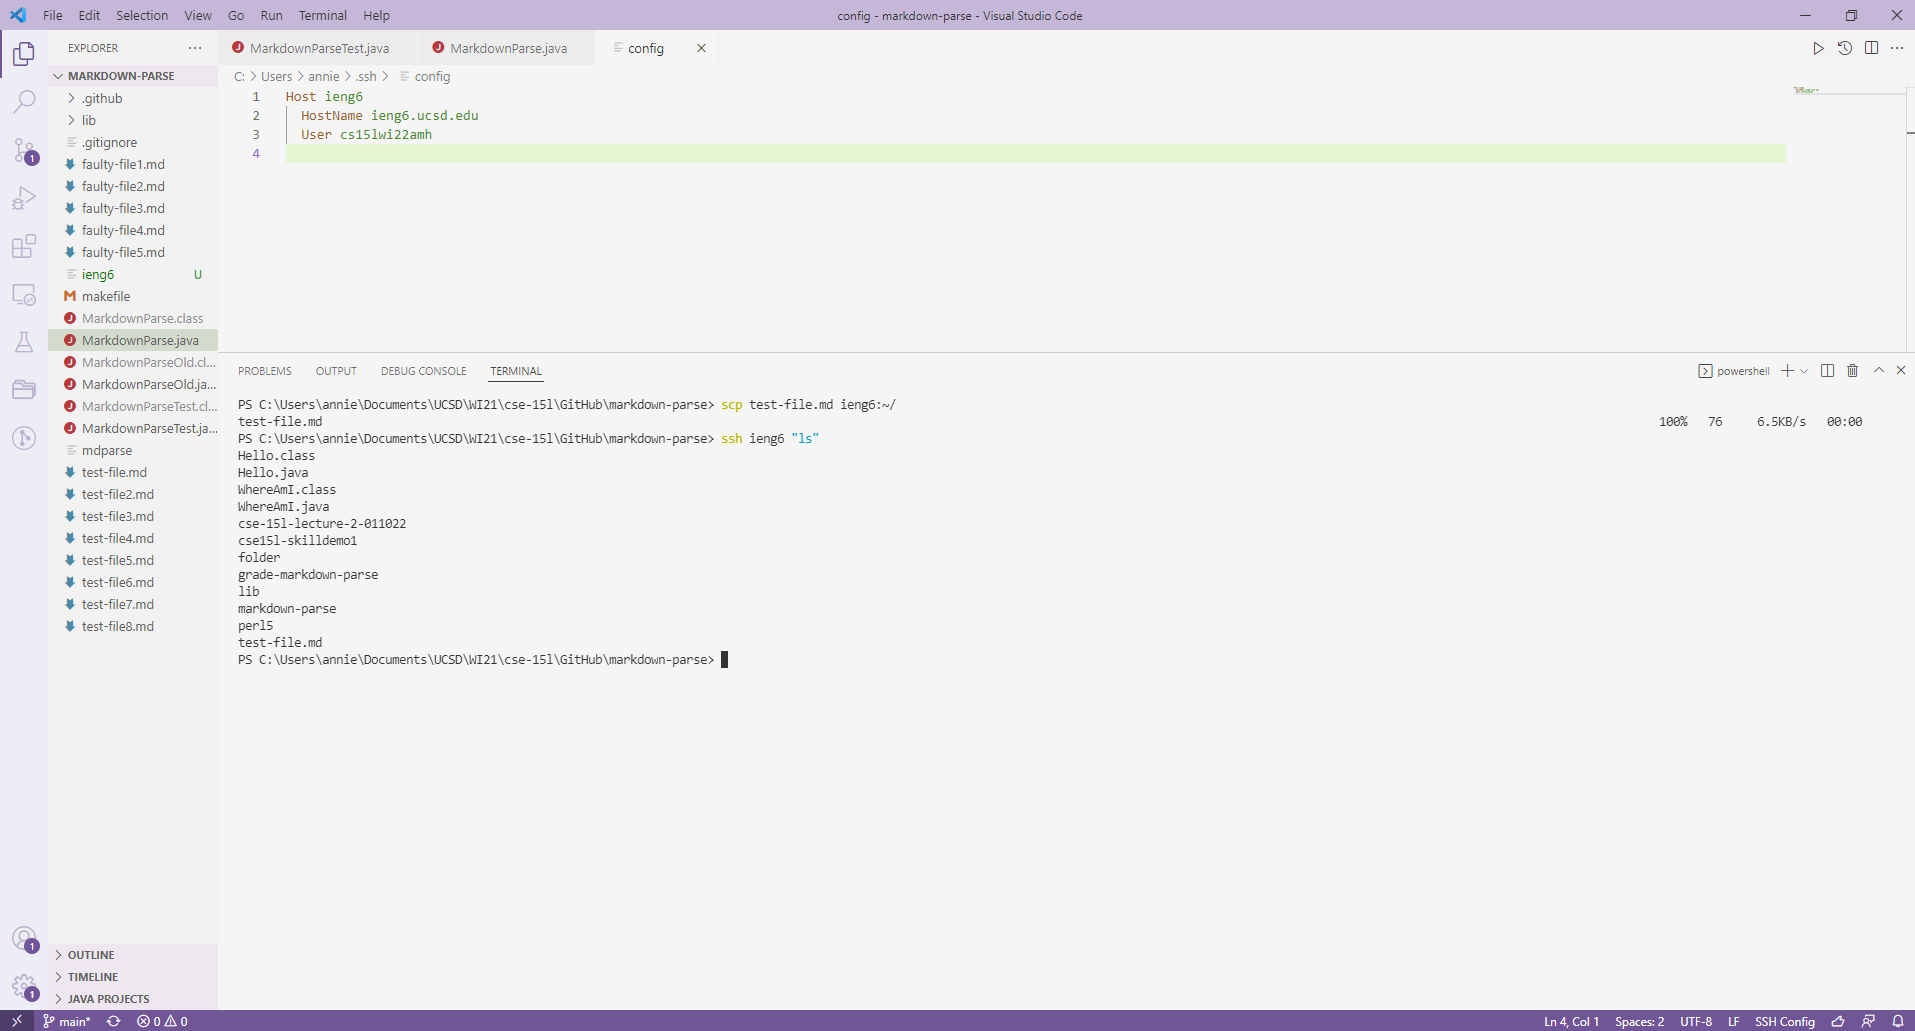 File Edit Selection View Go Run Terminal Help
config - markdown-parse - Visual Studio Code
EXPLORER
MARKDOWN-PARSE
.github
lib
.gitignore
faulty-file1.md
faulty-file2.md
faulty-file3.md
faulty-file4.md
faulty-file5.md
ieng6 U
makefile
MarkdownParse.class
MarkdownParse.java
MarkdownParseOld.cl...
MarkdownParseOld.ja...
MarkdownParseTest.cl...
MarkdownParseTest.ja...
mdparse
test-file.md
test-file2.md
test-file3.md
test-file4.md
test-file5.md
test-file6.md
test-file7.md
test-file8.md
OUTLINE
TIMELINE
JAVA PROJECTS
1
1
1
MarkdownParseTest.java MarkdownParse.java config
C: > Users > annie > .ssh > config
1 Host ieng6
2 HostName ieng6.ucsd.edu
3 User cs15lwi22amh
4
PROBLEMS OUTPUT DEBUG CONSOLE TERMINAL
powershell
PS C:\Users\annie\Documents\UCSD\WI21\cse-15l\GitHub\markdown-parse> scp test-file.md ieng6:~/
test-file.md 100% 76 6.5KB/s 00:00
PS C:\Users\annie\Documents\UCSD\WI21\cse-15l\GitHub\markdown-parse> ssh ieng6 "ls"
Hello.class
Hello.java
WhereAmI.class
WhereAmI.java
cse-15l-lecture-2-011022
cse15l-skilldemo1
folder
grade-markdown-parse
lib
markdown-parse
perl5
test-file.md
PS C:\Users\annie\Documents\UCSD\WI21\cse-15l\GitHub\markdown-parse>
main* 0 0
Ln 4, Col 1 Spaces: 2 UTF-8 LF SSH Config